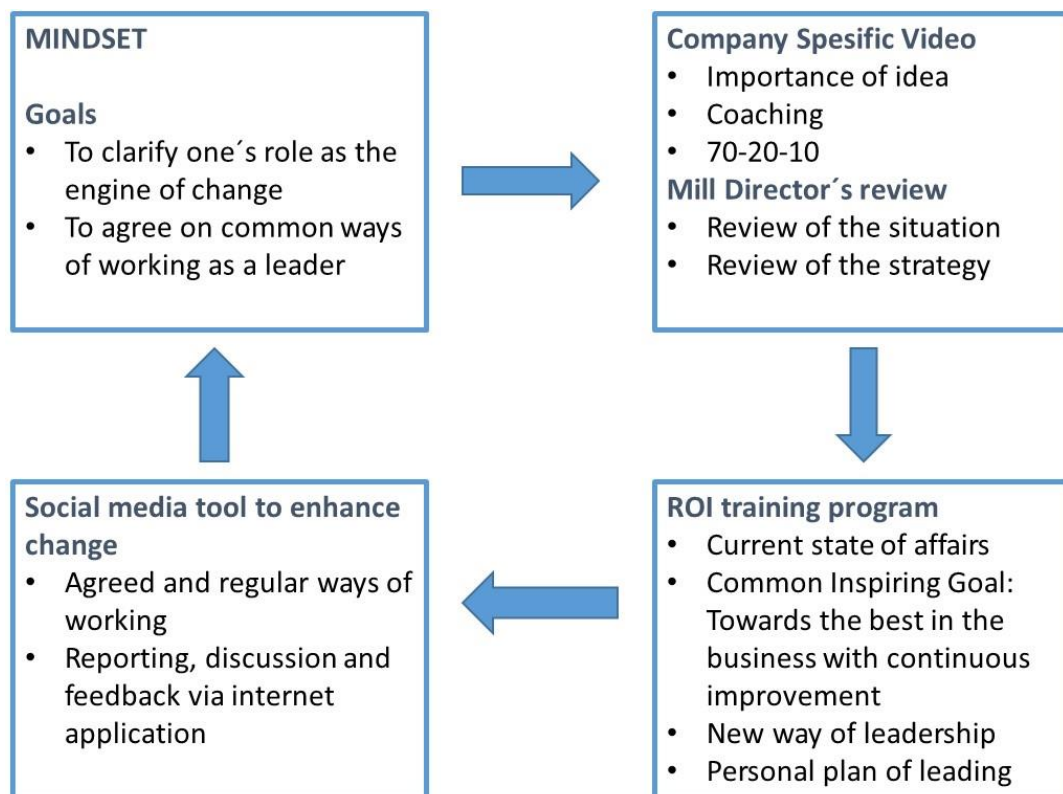 MINDSET
Goals
• To clarify one´s role as the
engine of change
• To agree on common ways
of working as a leader
Company Spesific Video
• Importance of idea
• Coaching
• 70-20-10
Mill Director´s review
• Review of the situation
• Review of the strategy
ROI training program
• Current state of affairs
• Common Inspiring Goal:
Towards the best in the
business with continuous
improvement
• New way of leadership
• Personal plan of leading
Social media tool to enhance
change
• Agreed and regular ways of
working
• Reporting, discussion and
feedback via internet
application